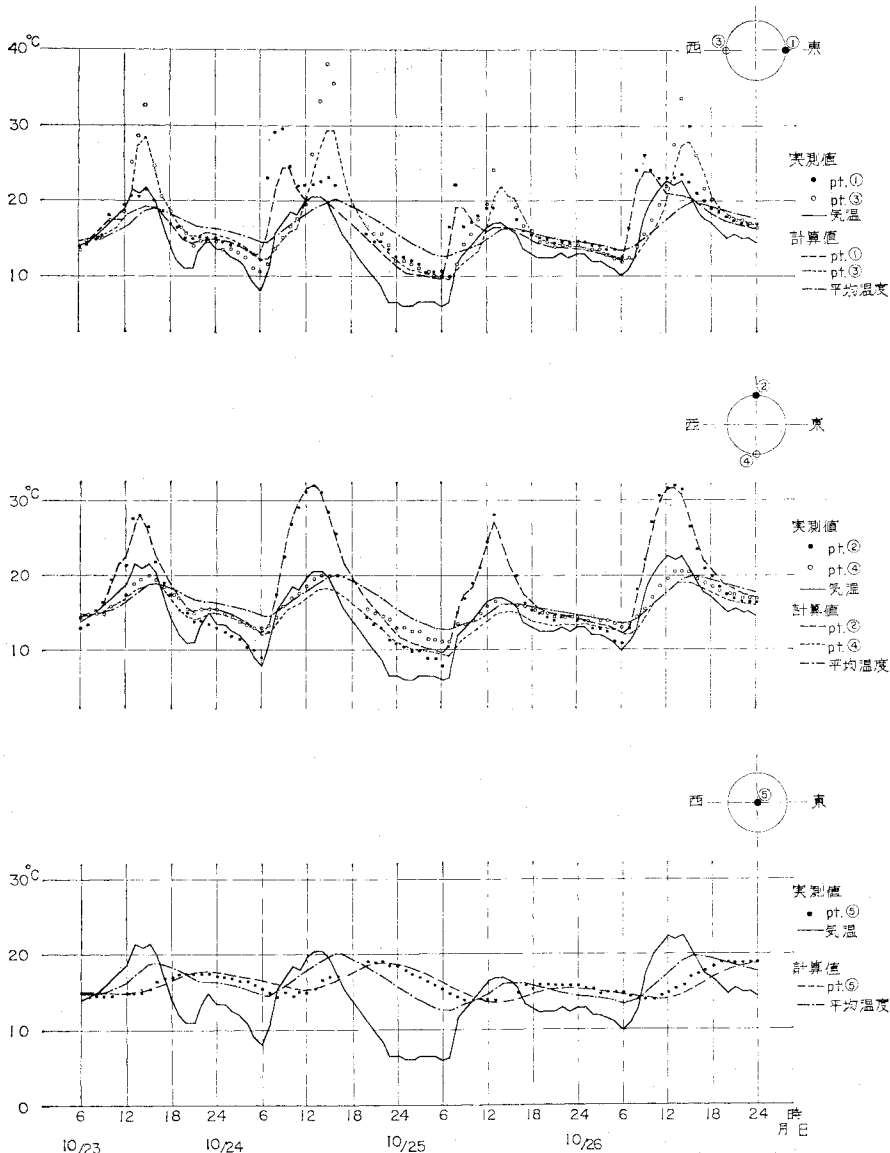 ③ ①
西 東
40℃
30
20
10
実測値
• pt.①
○ pt.③
気温
計算値
pt.①
pt.③
平均温度
②
西 東
④
℃
30
20
10
実測値
• pt.②
○ pt.④
気温
計算値
pt.②
pt.④
平均温度
⑤
西 東
℃
30
20
10
0
実測値
• pt.⑤
気温
計算値
pt.⑤
平均温度
6 12 18 24 6 12 18 24 6 12 18 24 6 12 18 24 時
10/23 10/24 10/25 10/26 月 日